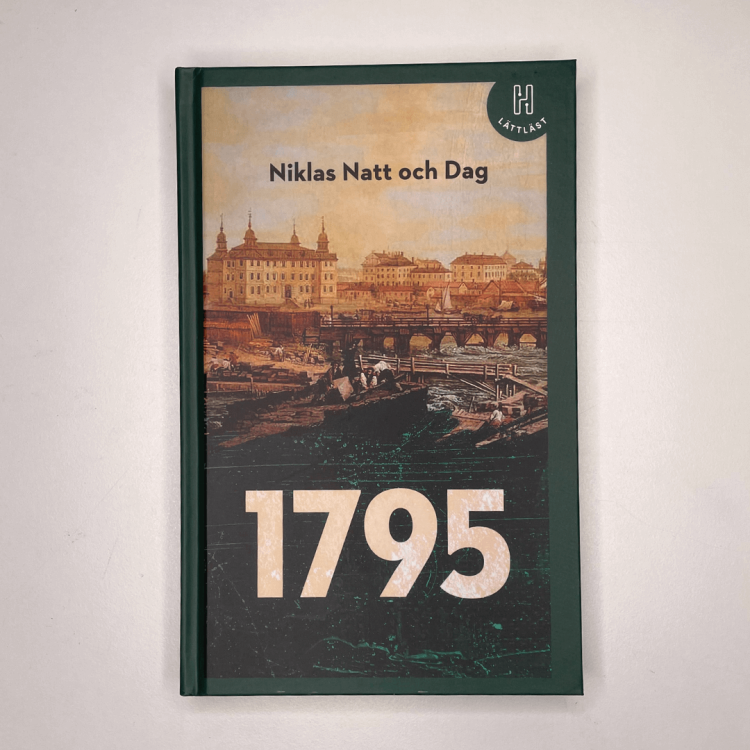 H
LÄTTLÄST
Niklas Natt och Dag
1795